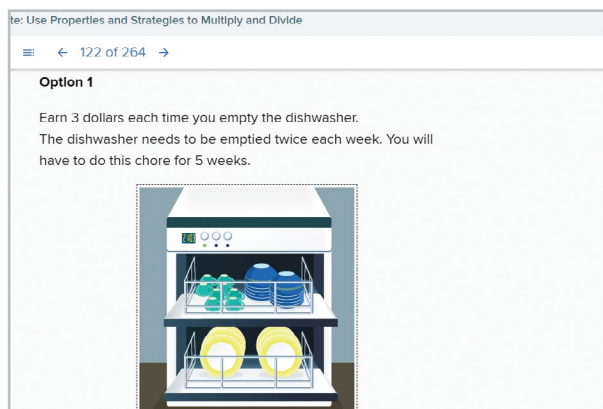 te: Use Properties and Strategies to Multiply and Divide
122 of 264
Option 1
Earn 3 dollars each time you empty the dishwasher.
The dishwasher needs to be emptied twice each week. You will
have to do this chore for 5 weeks.